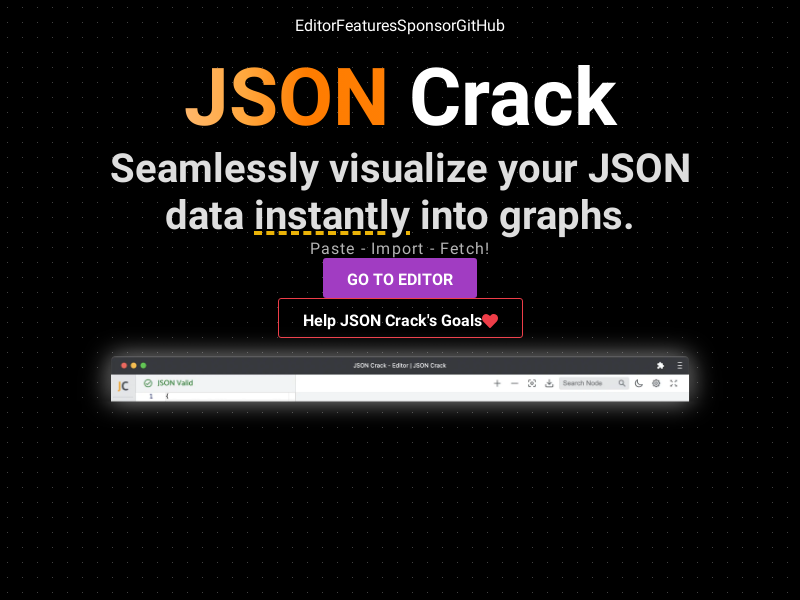 EditorFeaturesSponsorGitHub
JSON Crack
Seamlessly visualize your JSON
data instantly into graphs.
Paste - Import - Fetch!
GO TO EDITOR
Help JSON Crack's Goals
JSON Crack - Editor | JSON Crack
JC JSON Valid Search Node
1 {